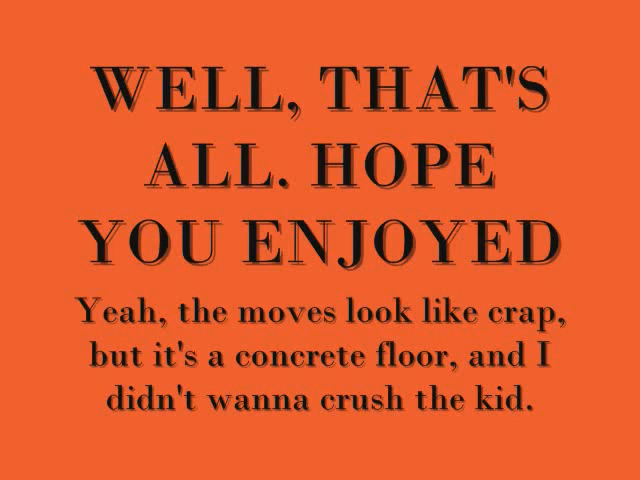 WELL, THAT'S
ALL. HOPE
YOU ENJOYED
Yeah, the moves look like crap,
but it's a concrete floor, and I
didn't wanna crush the kid.